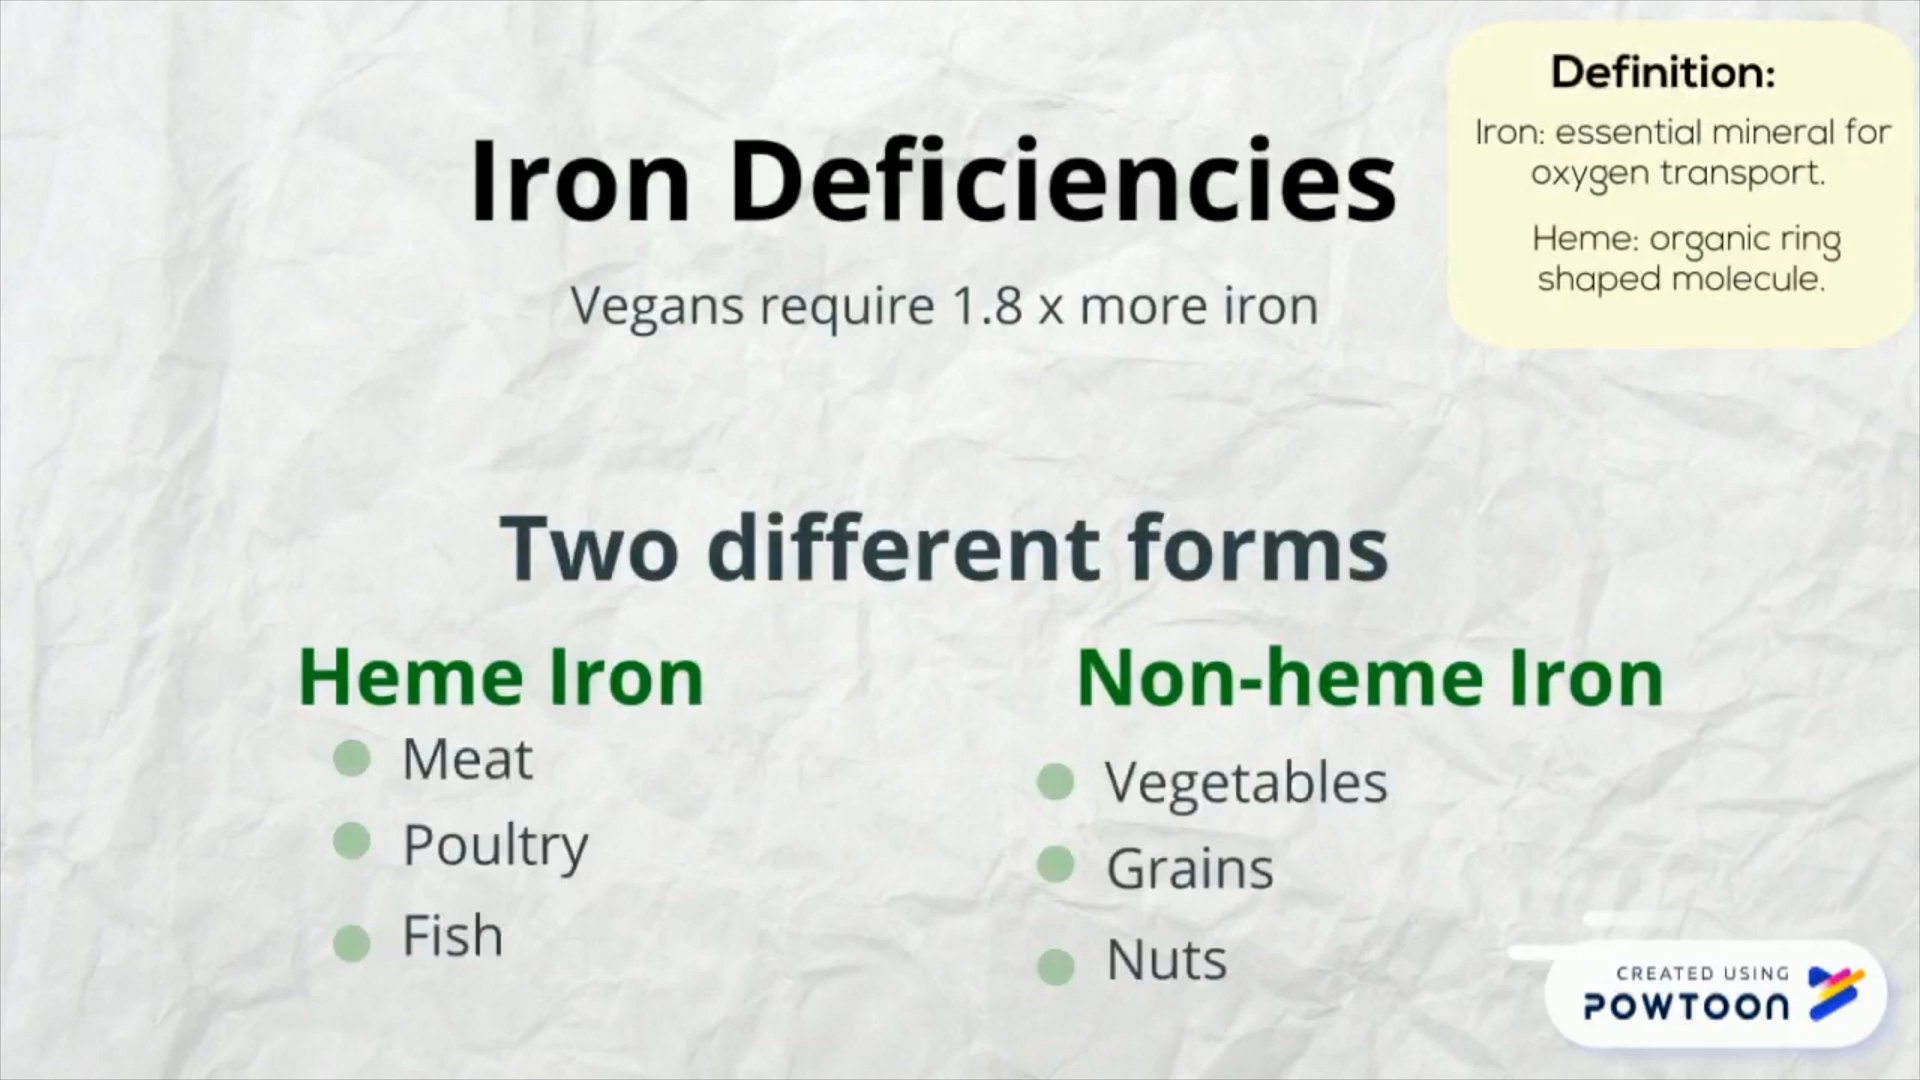 Definition:
Iron: essential mineral for
oxygen transport.
Heme: organic ring
shaped molecule.
Iron Deficiencies
Vegans require 1.8 x more iron
Two different forms
Heme Iron
Meat
Poultry
Fish
Non-heme Iron
Vegetables
Grains
Nuts
CREATED USING
POWTOON